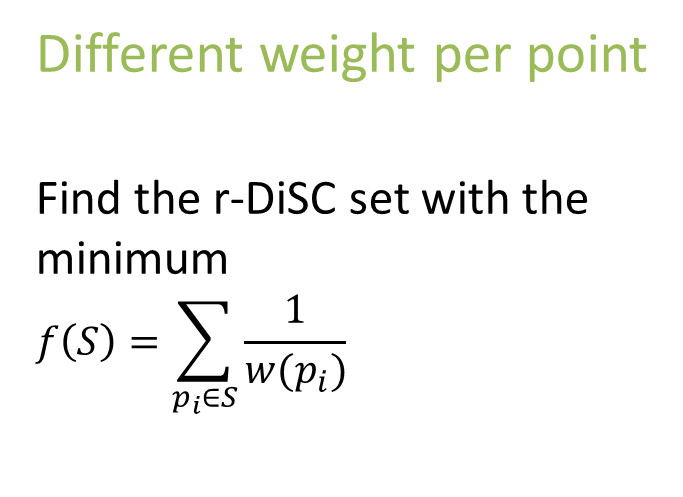 Different weight per point
Find the r-DiSC set with the
minimum
𝑓(𝑆) = ∑_{𝑝_𝑖∈𝑆} 1/𝑤(𝑝_𝑖)